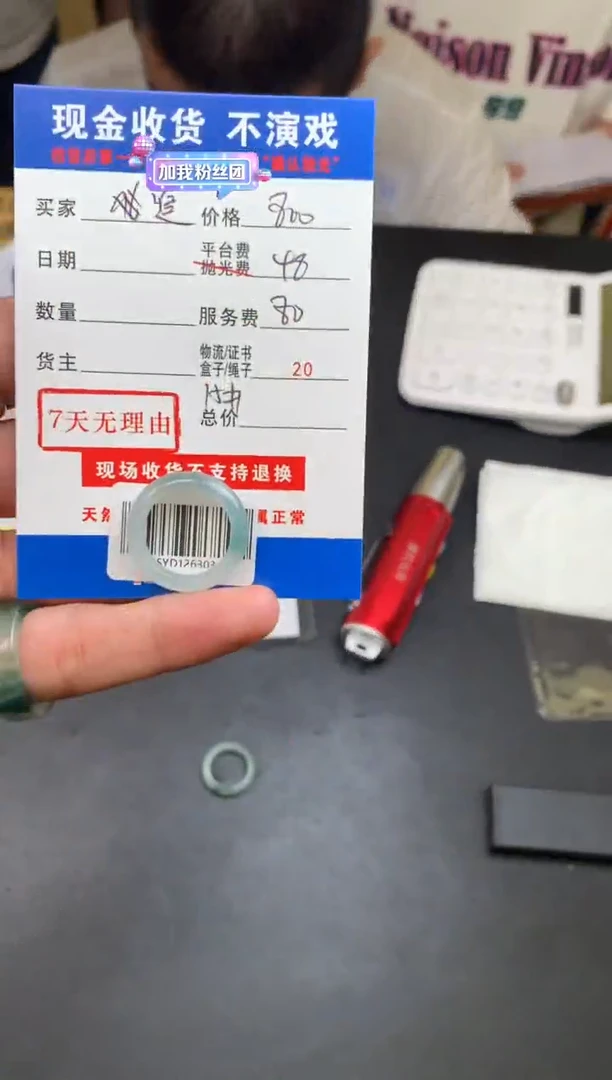 Maison Vin
现金收货 不演戏
加我粉丝团
买家 价格 800
日期 平台费 抛光费 48
数量 服务费 80
货主 物流/证书 盒子/绳子 20
7天无理由 总价
现场收货不支持退换
天然 属正常
SYD126303